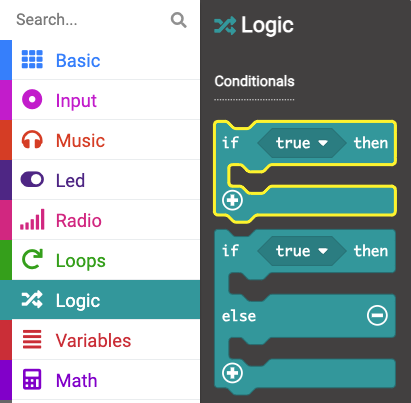 Search...
Basic
Input
Music
Led
Radio
Loops
Logic
Variables
Math
Logic
Conditionals
if true then
if true then
else